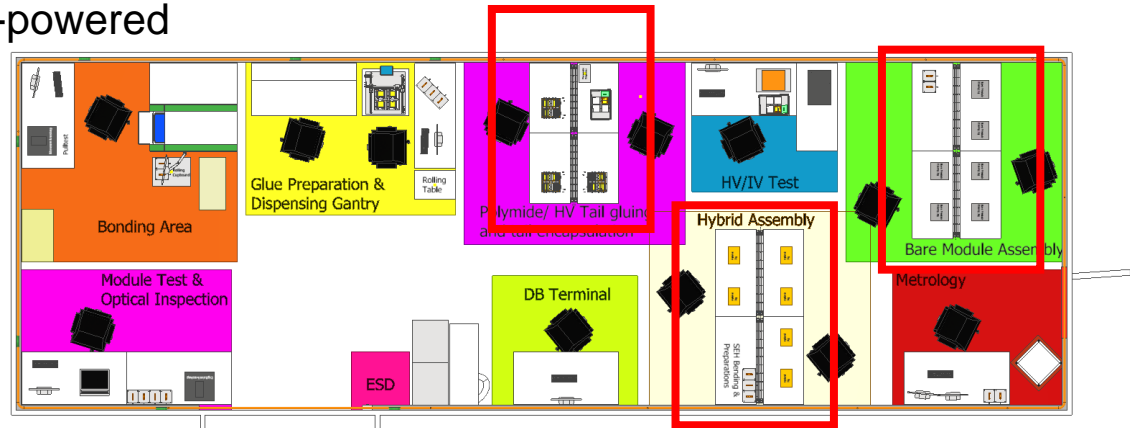 -powered
Pulltest
Rolling
Cupboard
Bonding Area
Glue Preparation &
Dispensing Gantry
Rolling
Table
Polymide/ HV Tail gluing
and tail encapsulation
HV/IV Test
Bare Module Assembly
Hybrid Assembly
SEH Bending &
Preparations
Module Test &
Optical Inspection
ESD
DB Terminal
Metrology